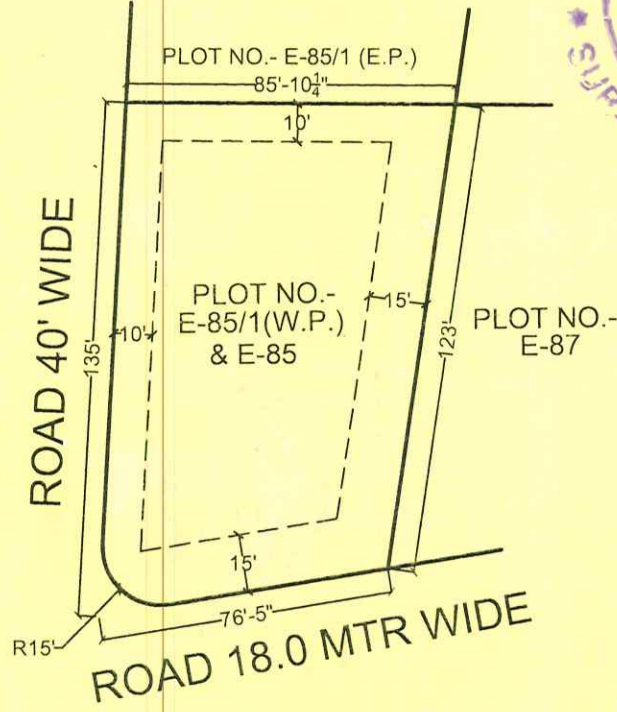 PLOT NO.- E-85/1 (E.P.)
85'-10¼"
10'
ROAD 40' WIDE
135'
10'
PLOT NO.-
E-85/1(W.P.)
& E-85
15'
123'
PLOT NO.-
E-87
15'
76'-5"
R15'
ROAD 18.0 MTR WIDE